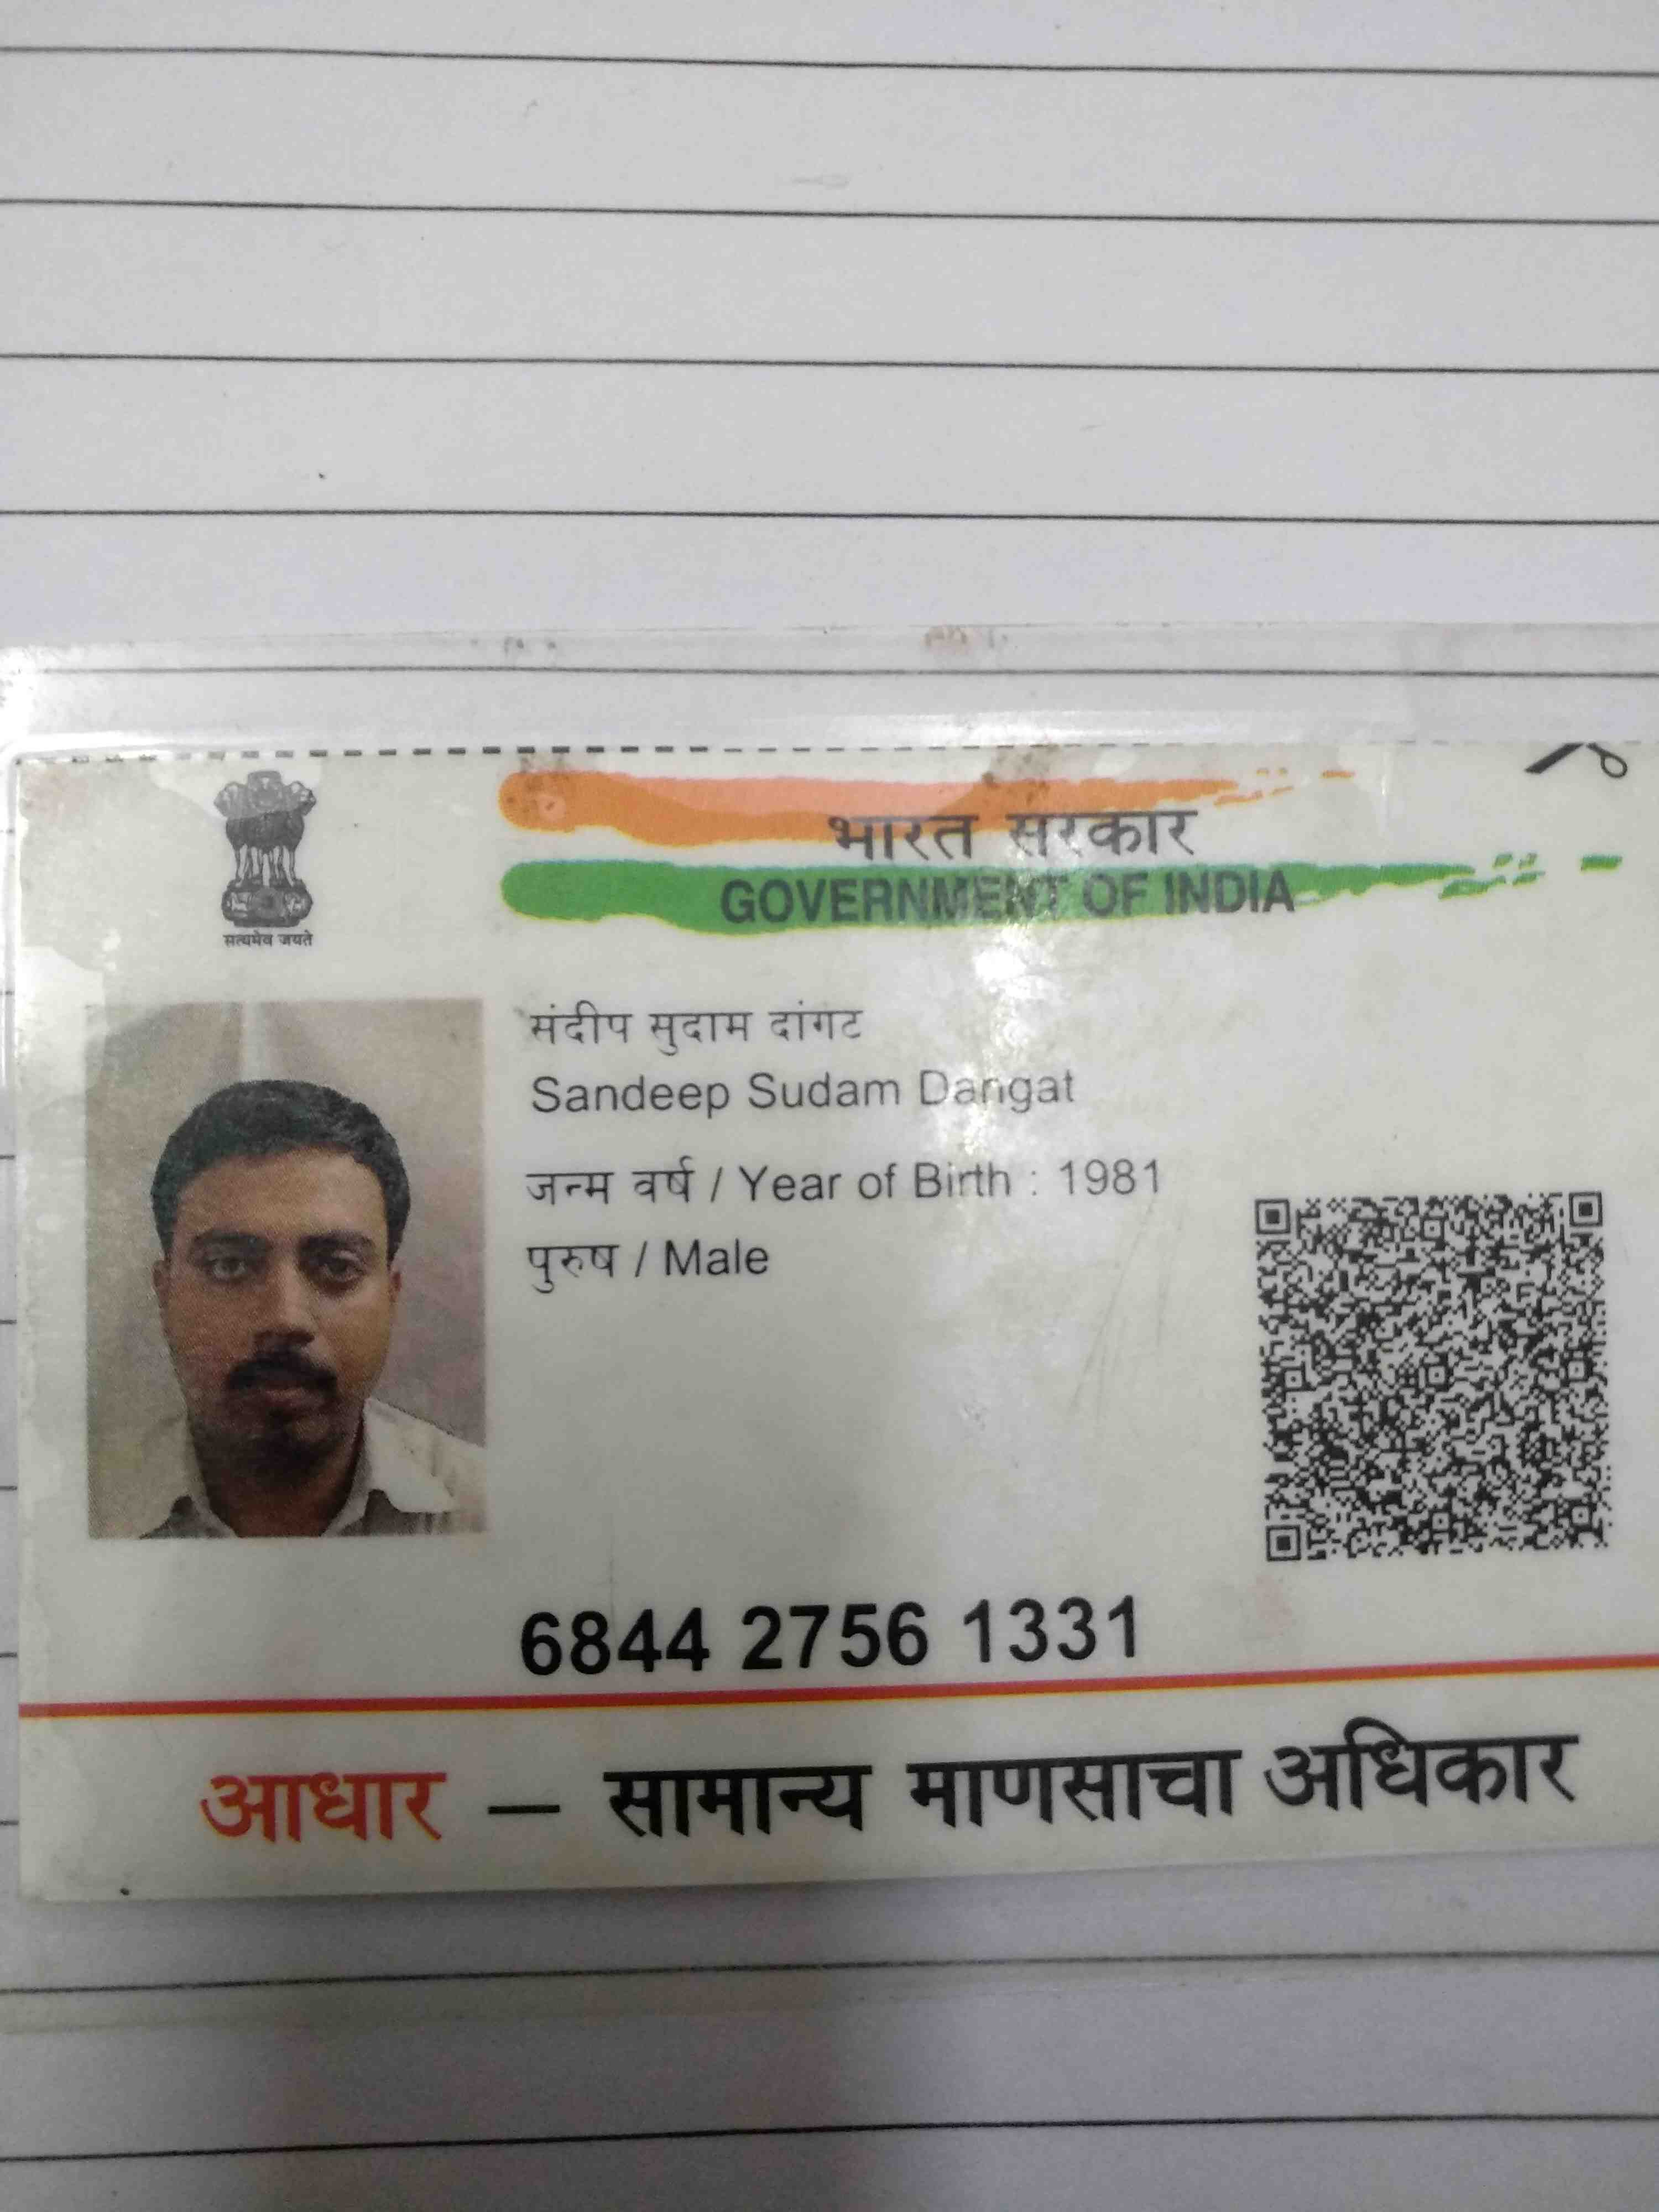 सत्यमेव जयते
भारत सरकार
GOVERNMENT OF INDIA
संदीप सुदाम दांगट
Sandeep Sudam Dangat
जन्म वर्ष / Year of Birth : 1981
पुरुष / Male
6844 2756 1331
आधार — सामान्य माणसाचा अधिकार